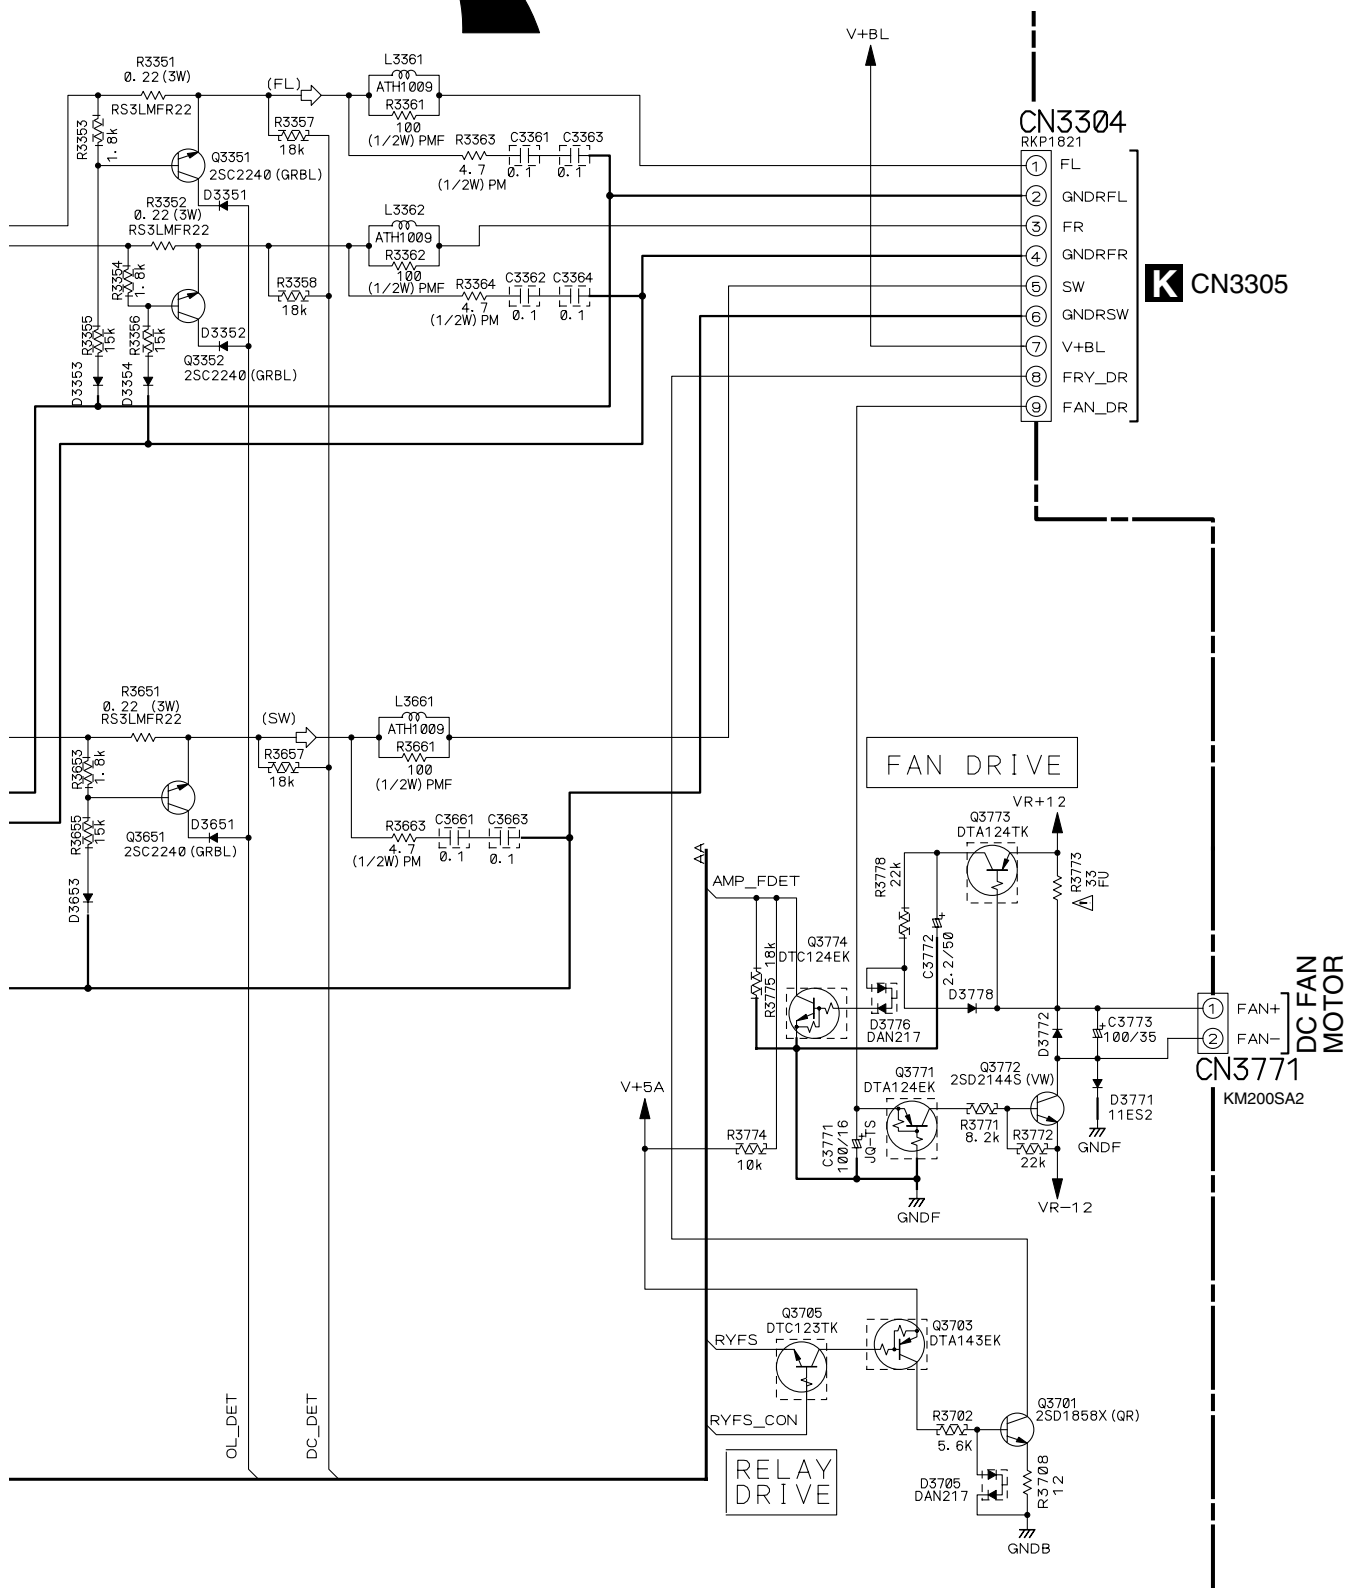 V+BL
R3351
0.22(3W)
RS3LMFR22
(FL)
L3361
ATH1009
R3361
100
(1/2W)PMF
R3353
1.8k
R3357
18k
R3363
4.7
(1/2W)PM
C3361
0.1
C3363
0.1
Q3351
2SC2240(GRBL)
D3351
CN3304
RKP1821
1 FL
2 GNDRFL
3 FR
4 GNDRFR
5 SW
6 GNDRSW
7 V+BL
8 FRY_DR
9 FAN_DR
K CN3305
R3352
0.22(3W)
RS3LMFR22
L3362
ATH1009
R3362
100
(1/2W)PMF
R3354
1.8k
R3358
18k
R3364
4.7
(1/2W)PM
C3362
0.1
C3364
0.1
R3355
15k
R3356
15k
D3352
Q3352
2SC2240(GRBL)
D3353
D3354
R3651
0.22 (3W)
RS3LMFR22
(SW)
L3661
ATH1009
R3661
100
(1/2W)PMF
R3653
1.8k
R3657
18k
R3655
15k
Q3651
2SC2240(GRBL)
D3651
R3663
4.7
(1/2W)PM
C3661
0.1
C3663
0.1
D3653
FAN DRIVE
VR+12
Q3773
DTA124TK
R3778
22k
R3773
33
FU
AA
AMP_FDET
Q3774
DTC124EK
C3772
2.2/50
R3775 18k
D3776
DAN217
D3778
D3772
C3773
100/35
1 FAN+
2 FAN-
CN3771
KM200SA2
DC FAN
MOTOR
V+5A
Q3771
DTA124EK
Q3772
2SD2144S(VW)
D3771
11ES2
GNDF
R3774
10k
C3771
100/16
JQ-TS
R3771
8.2k
R3772
22k
GNDF
VR-12
Q3705
DTC123TK
Q3703
DTA143EK
RYFS
RYFS_CON
R3702
5.6K
Q3701
2SD1858X(QR)
D3705
DAN217
R3708
12
GNDB
RELAY
DRIVE
OL_DET
DC_DET